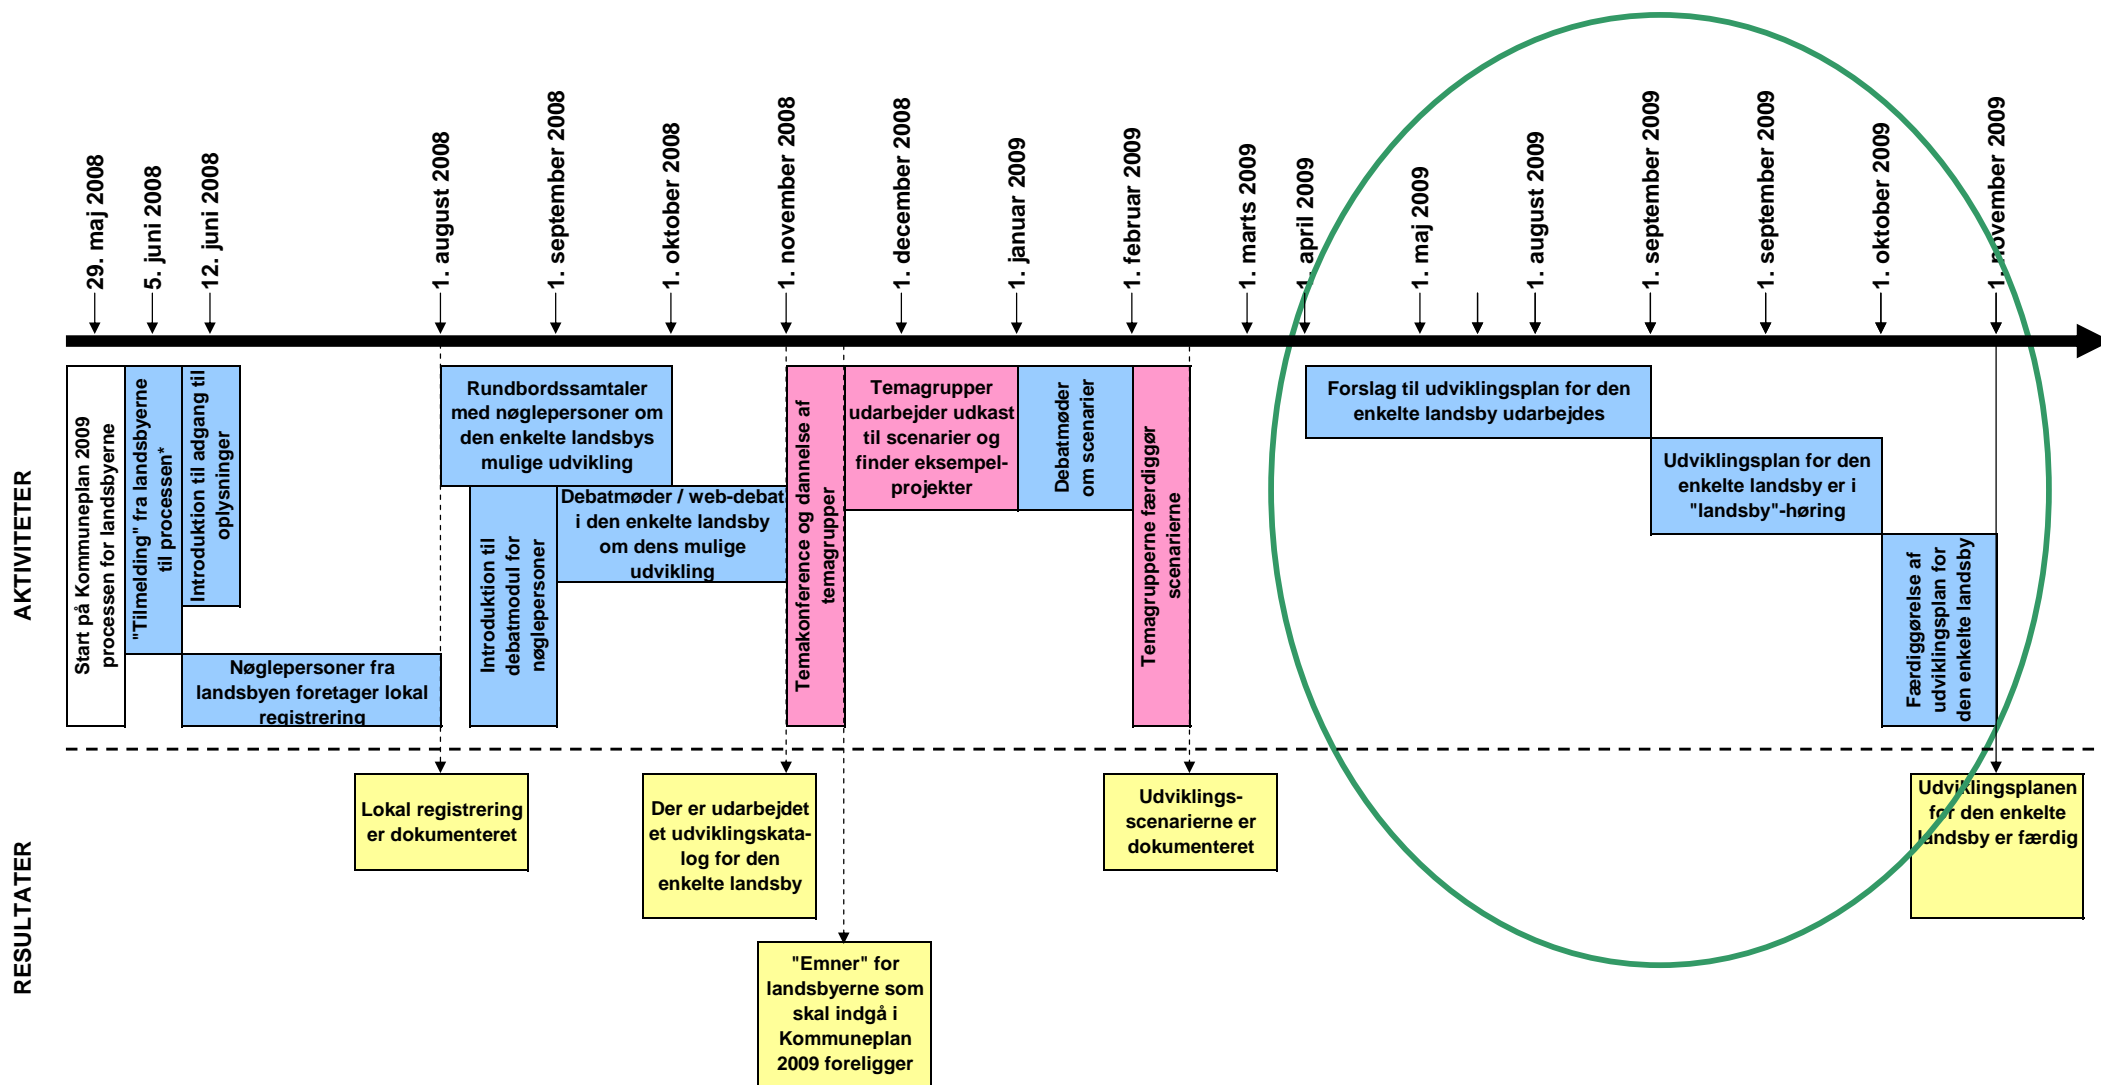 29. maj 2008
5. juni 2008
12. juni 2008
1. august 2008
1. september 2008
1. oktober 2008
1. november 2008
1. december 2008
1. januar 2009
1. februar 2009
1. marts 2009
1. april 2009
1. maj 2009
1. august 2009
1. september 2009
1. september 2009
1. oktober 2009
1. november 2009
AKTIVITETER
Start på Kommuneplan 2009
processen for landsbyerne
"Tilmelding" fra landsbyerne
til processen*
Introduktion til adgang til
oplysninger
Nøglepersoner fra
landsbyen foretager lokal
registrering
Rundbordssamtaler
med nøglepersoner om
den enkelte landsbys
mulige udvikling
Introduktion til
debatmodul for
nøglepersoner
Debatmøder / web-debat
i den enkelte landsby
om dens mulige
udvikling
Temakonference og dannelse af
temagrupper
Temagrupper
udarbejder udkast
til scenarier og
finder eksempel-
projekter
Debatmøder
om scenarier
Temagrupperne færdiggør
scenarierne
Forslag til udviklingsplan for den
enkelte landsby udarbejdes
Udviklingsplan for den
enkelte landsby er i
"landsby"-høring
Færdiggørelse af
udviklingsplan for
den enkelte landsby
RESULTATER
Lokal registrering
er dokumenteret
Der er udarbejdet
et udviklingskata-
log for den
enkelte landsby
"Emner" for
landsbyerne som
skal indgå i
Kommuneplan
2009 foreligger
Udviklings-
scenarierne er
dokumenteret
Udviklingsplanen
for den enkelte
landsby er færdig